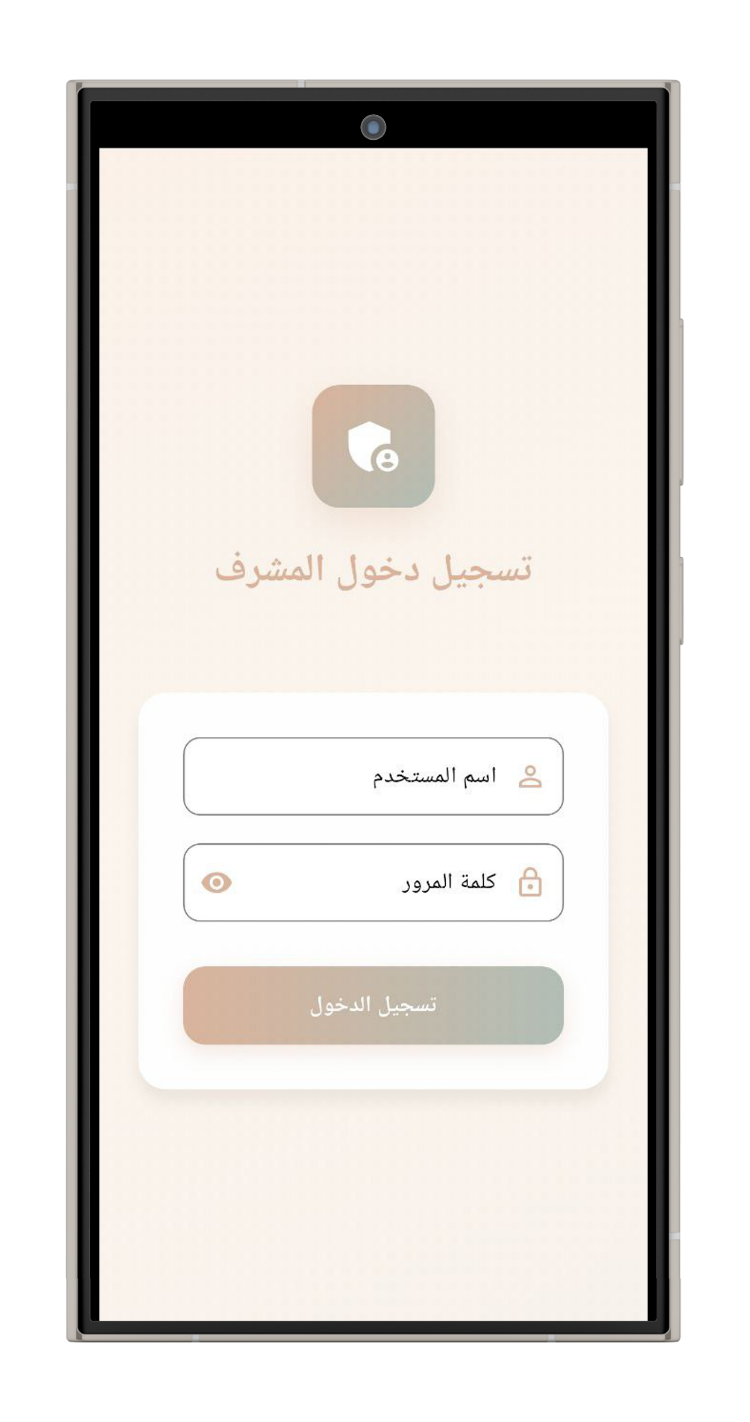 تسجيل دخول المشرف
اسم المستخدم
كلمة المرور
تسجيل الدخول